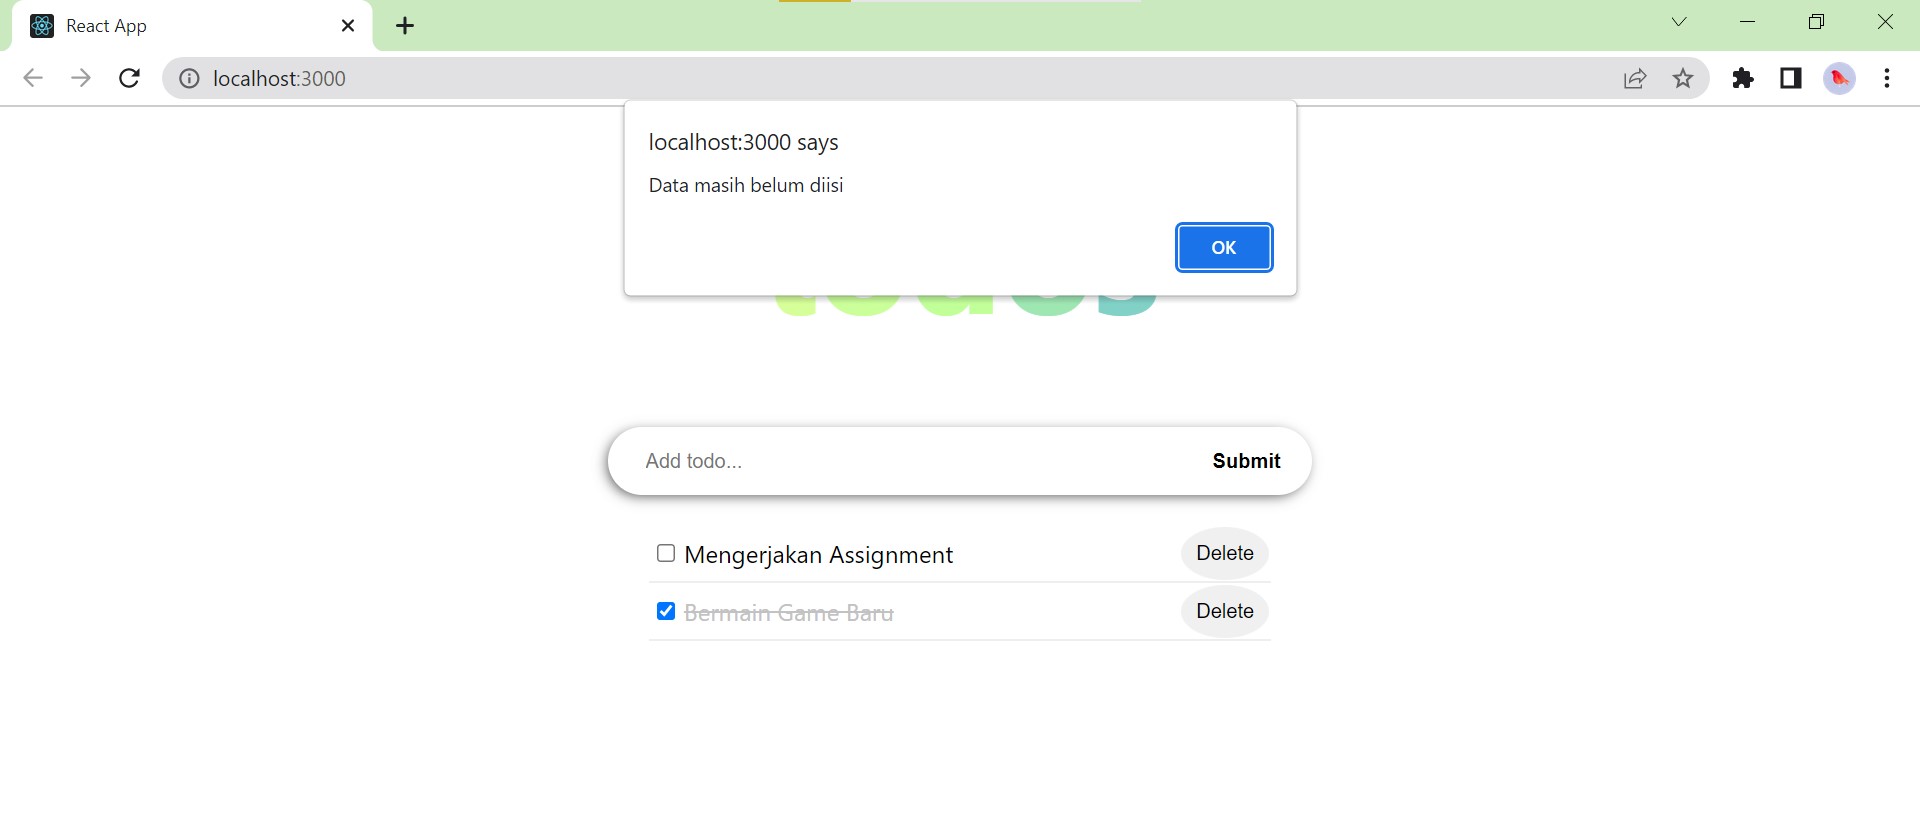 React App
localhost:3000
localhost:3000 says
Data masih belum diisi
OK
Add todo...
Submit
Mengerjakan Assignment
Delete
Bermain Game Baru
Delete